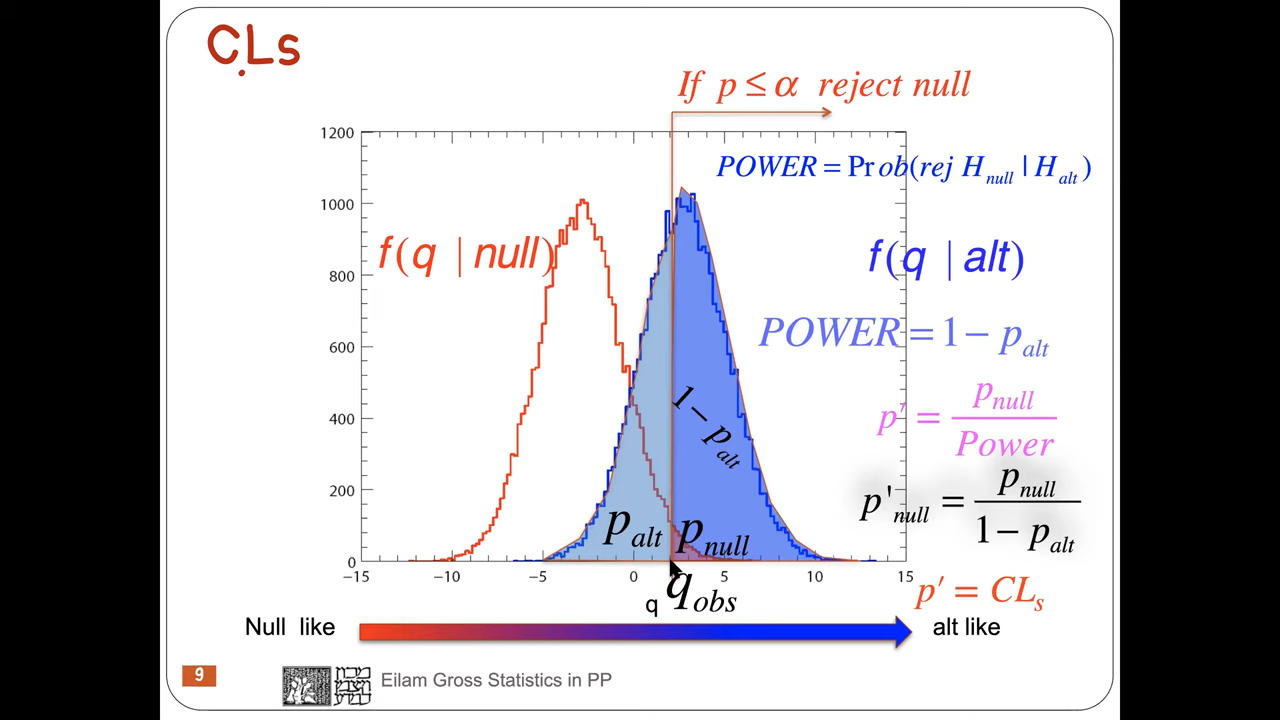 CLs
If p ≤ α reject null
POWER = Prob(rej H_null | H_alt)
f(q | null)
f(q | alt)
POWER = 1 − p_alt
p' = p_null / Power
p'_null = p_null / 1 − p_alt
p' = CL_s
1 − p_alt
p_alt
p_null
1200
1000
800
600
400
200
0
−15 −10 −5 0 5 10 15
q
q_obs
Null like
alt like
9
Eilam Gross Statistics in PP